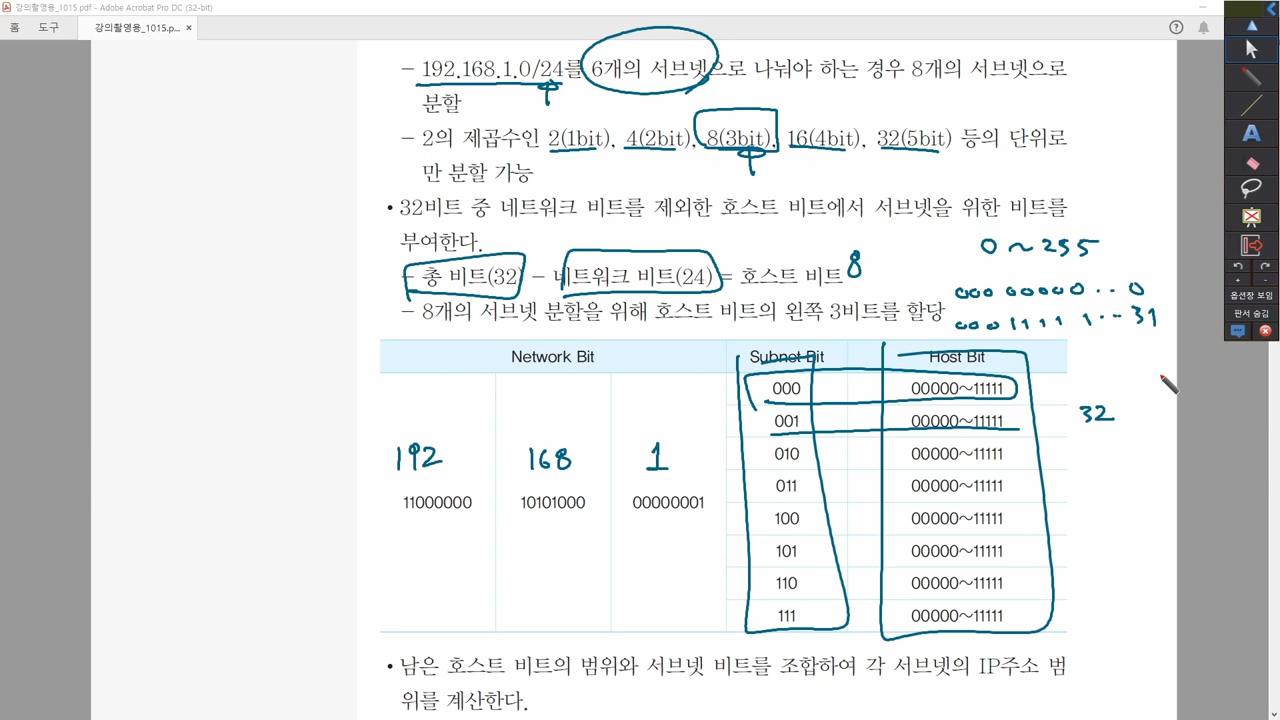 강의촬영용_1015.pdf - Adobe Acrobat Pro DC (32-bit)
홈 도구 강의촬영용_1015.p... ×
- 192.168.1.0/24를 6개의 서브넷으로 나눠야 하는 경우 8개의 서브넷으로
분할
- 2의 제곱수인 2(1bit), 4(2bit), 8(3bit), 16(4bit), 32(5bit) 등의 단위로
만 분할 가능
• 32비트 중 네트워크 비트를 제외한 호스트 비트에서 서브넷을 위한 비트를
부여한다.
0 ~ 255
- 총 비트(32) - 네트워크 비트(24) = 호스트 비트 8
000 00000 .. 0
- 8개의 서브넷 분할을 위해 호스트 비트의 왼쪽 3비트를 할당
000 1111 1 .. 31
Network Bit Subnet Bit Host Bit
000 00000~11111
001 00000~11111 32
010 00000~11111
192 168 1
011 00000~11111
11000000 10101000 00000001
100 00000~11111
101 00000~11111
110 00000~11111
111 00000~11111
• 남은 호스트 비트의 범위와 서브넷 비트를 조합하여 각 서브넷의 IP주소 범
위를 계산한다.
A
- + -
옵션장 보임
판서 숨김